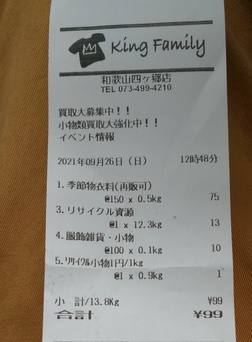 King Family
和歌山四ヶ郷店
TEL 073-499-4210
買取大募集中！！
小物類買取大強化中！！
イベント情報
2021年09月26日（日） 12時48分
1.季節物衣料(再販可)
@150 x 0.5kg 75
3.リサイクル資源
@1 x 12.3kg 13
4.服飾雑貨・小物
@100 x 0.1kg 10
5.リサイクル小物1円/1kg
@1 x 0.9kg 1
小 計/13.8Kg ¥99
合計 ¥99